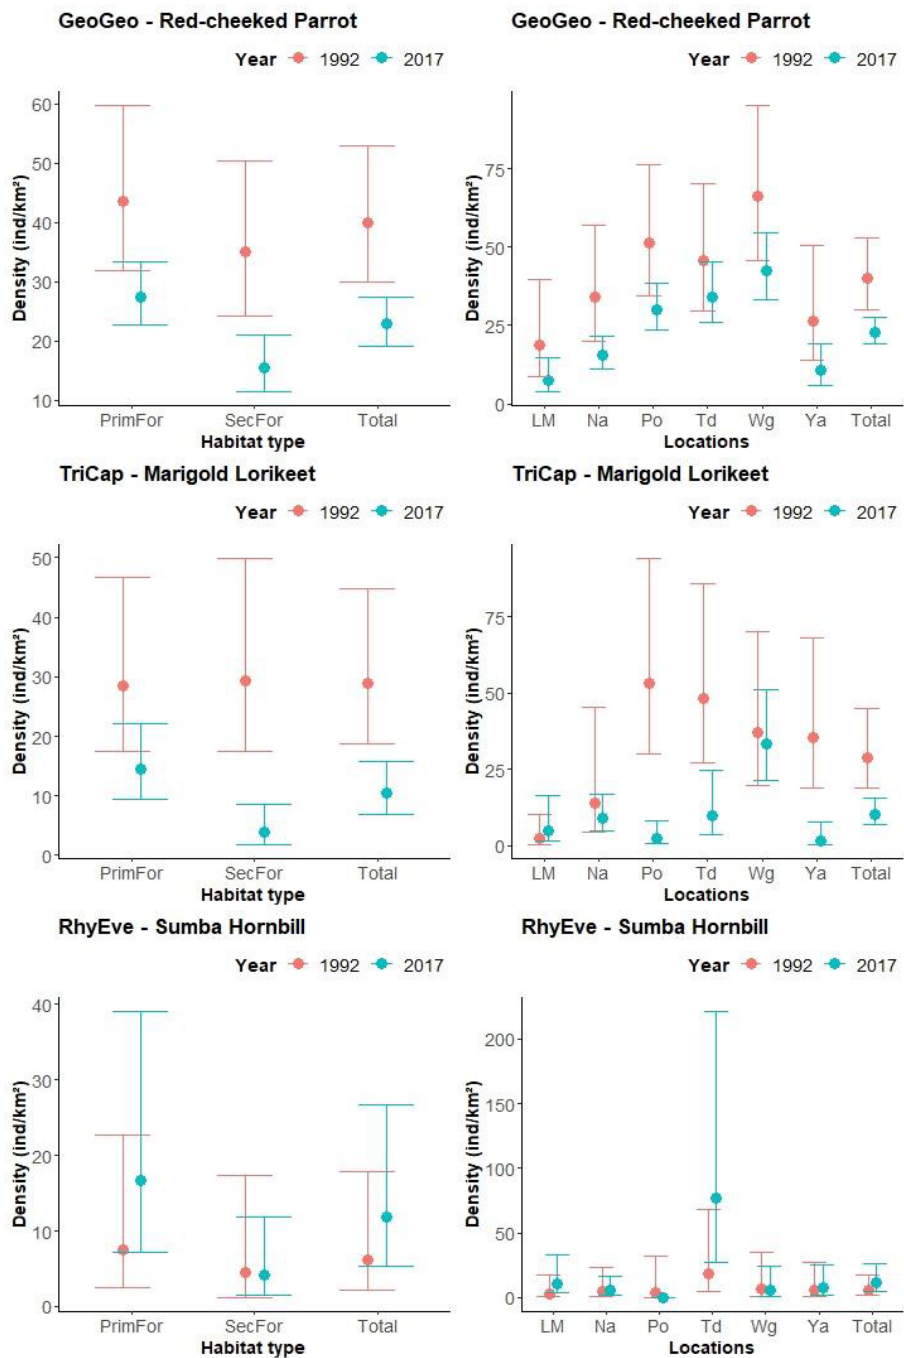 GeoGeo - Red-cheeked Parrot
Year 1992 2017
Density (ind/km²)
60
50
40
30
20
10
PrimFor SecFor Total
Habitat type
GeoGeo - Red-cheeked Parrot
Year 1992 2017
Density (ind/km²)
75
50
25
0
LM Na Po Td Wg Ya Total
Locations
TriCap - Marigold Lorikeet
Year 1992 2017
Density (ind/km²)
50
40
30
20
10
0
PrimFor SecFor Total
Habitat type
TriCap - Marigold Lorikeet
Year 1992 2017
Density (ind/km²)
75
50
25
0
LM Na Po Td Wg Ya Total
Locations
RhyEve - Sumba Hornbill
Year 1992 2017
Density (ind/km²)
40
30
20
10
0
PrimFor SecFor Total
Habitat type
RhyEve - Sumba Hornbill
Year 1992 2017
Density (ind/km²)
200
150
100
50
0
LM Na Po Td Wg Ya Total
Locations